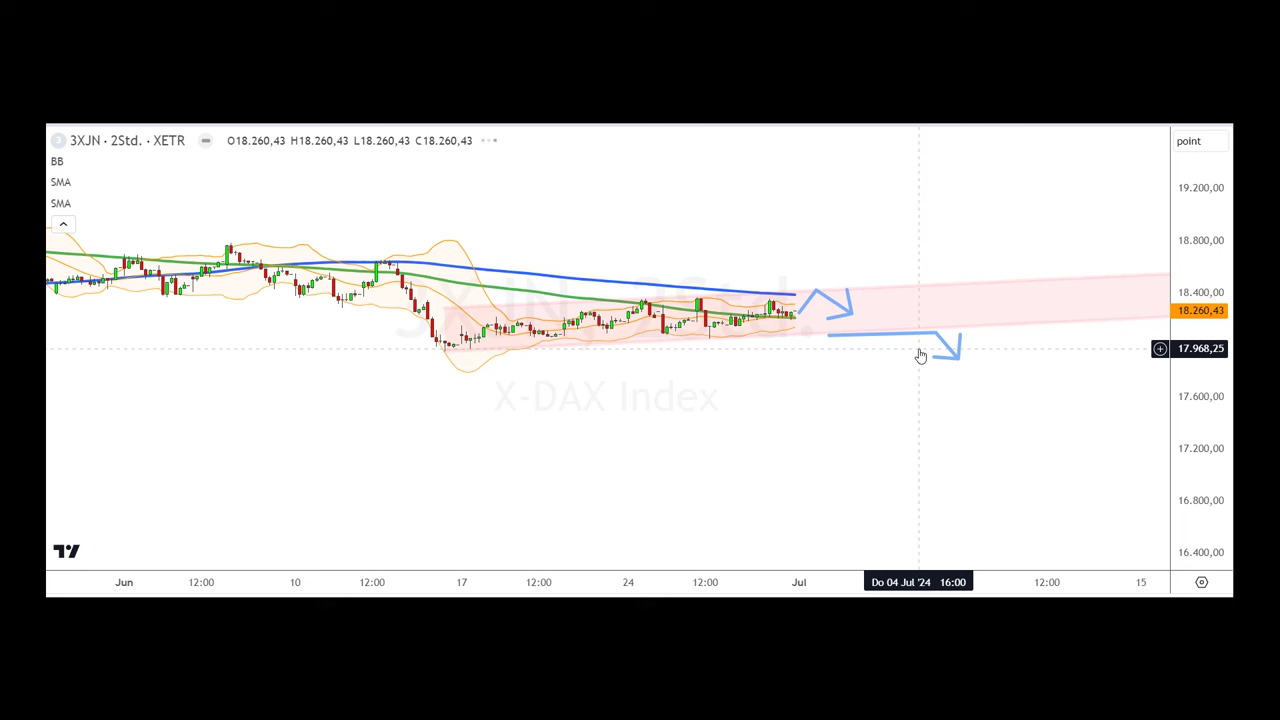 3XJN · 2Std. · XETR O18.260,43 H18.260,43 L18.260,43 C18.260,43
point
BB
SMA
SMA
19.200,00
18.800,00
18.400,00
18.260,43
17.968,25
17.600,00
17.200,00
16.800,00
16.400,00
3XJN, 2Std.
X-DAX Index
Jun 12:00 10 12:00 17 12:00 24 12:00 Jul Do 04 Jul '24 16:00 12:00 15